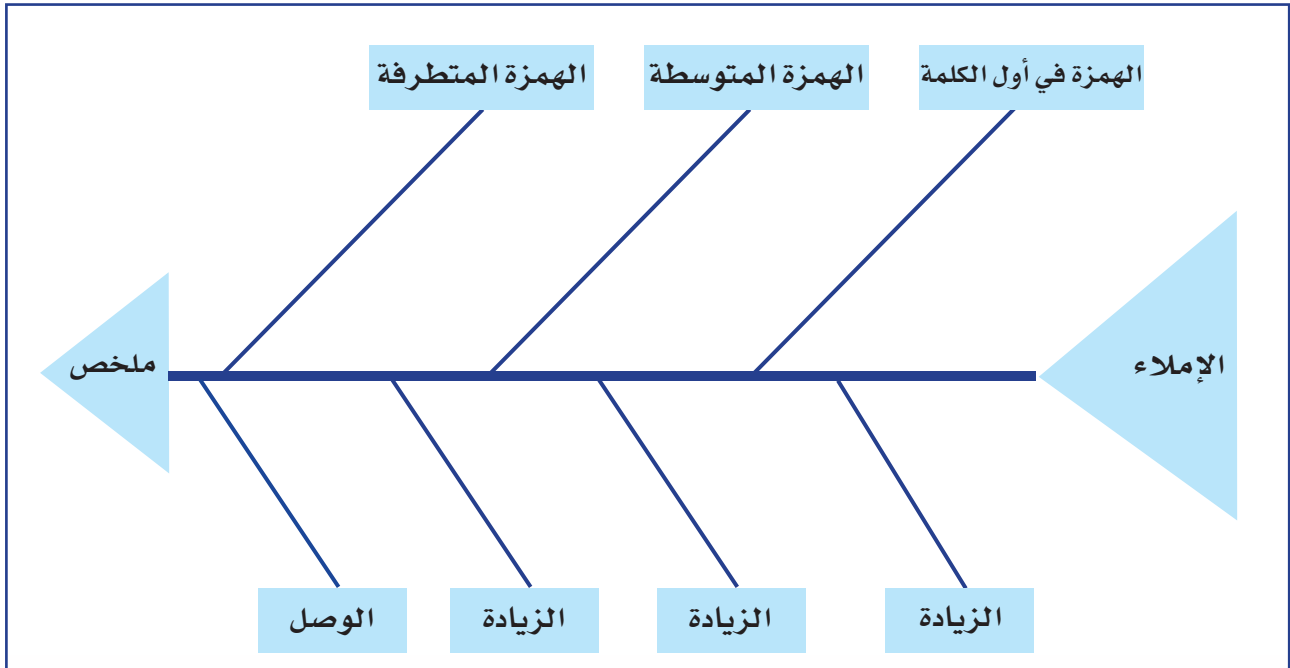 الهمزة في أول الكلمة
الهمزة المتوسطة
الهمزة المتطرفة
الإملاء
ملخص
الزيادة
الزيادة
الزيادة
الوصل